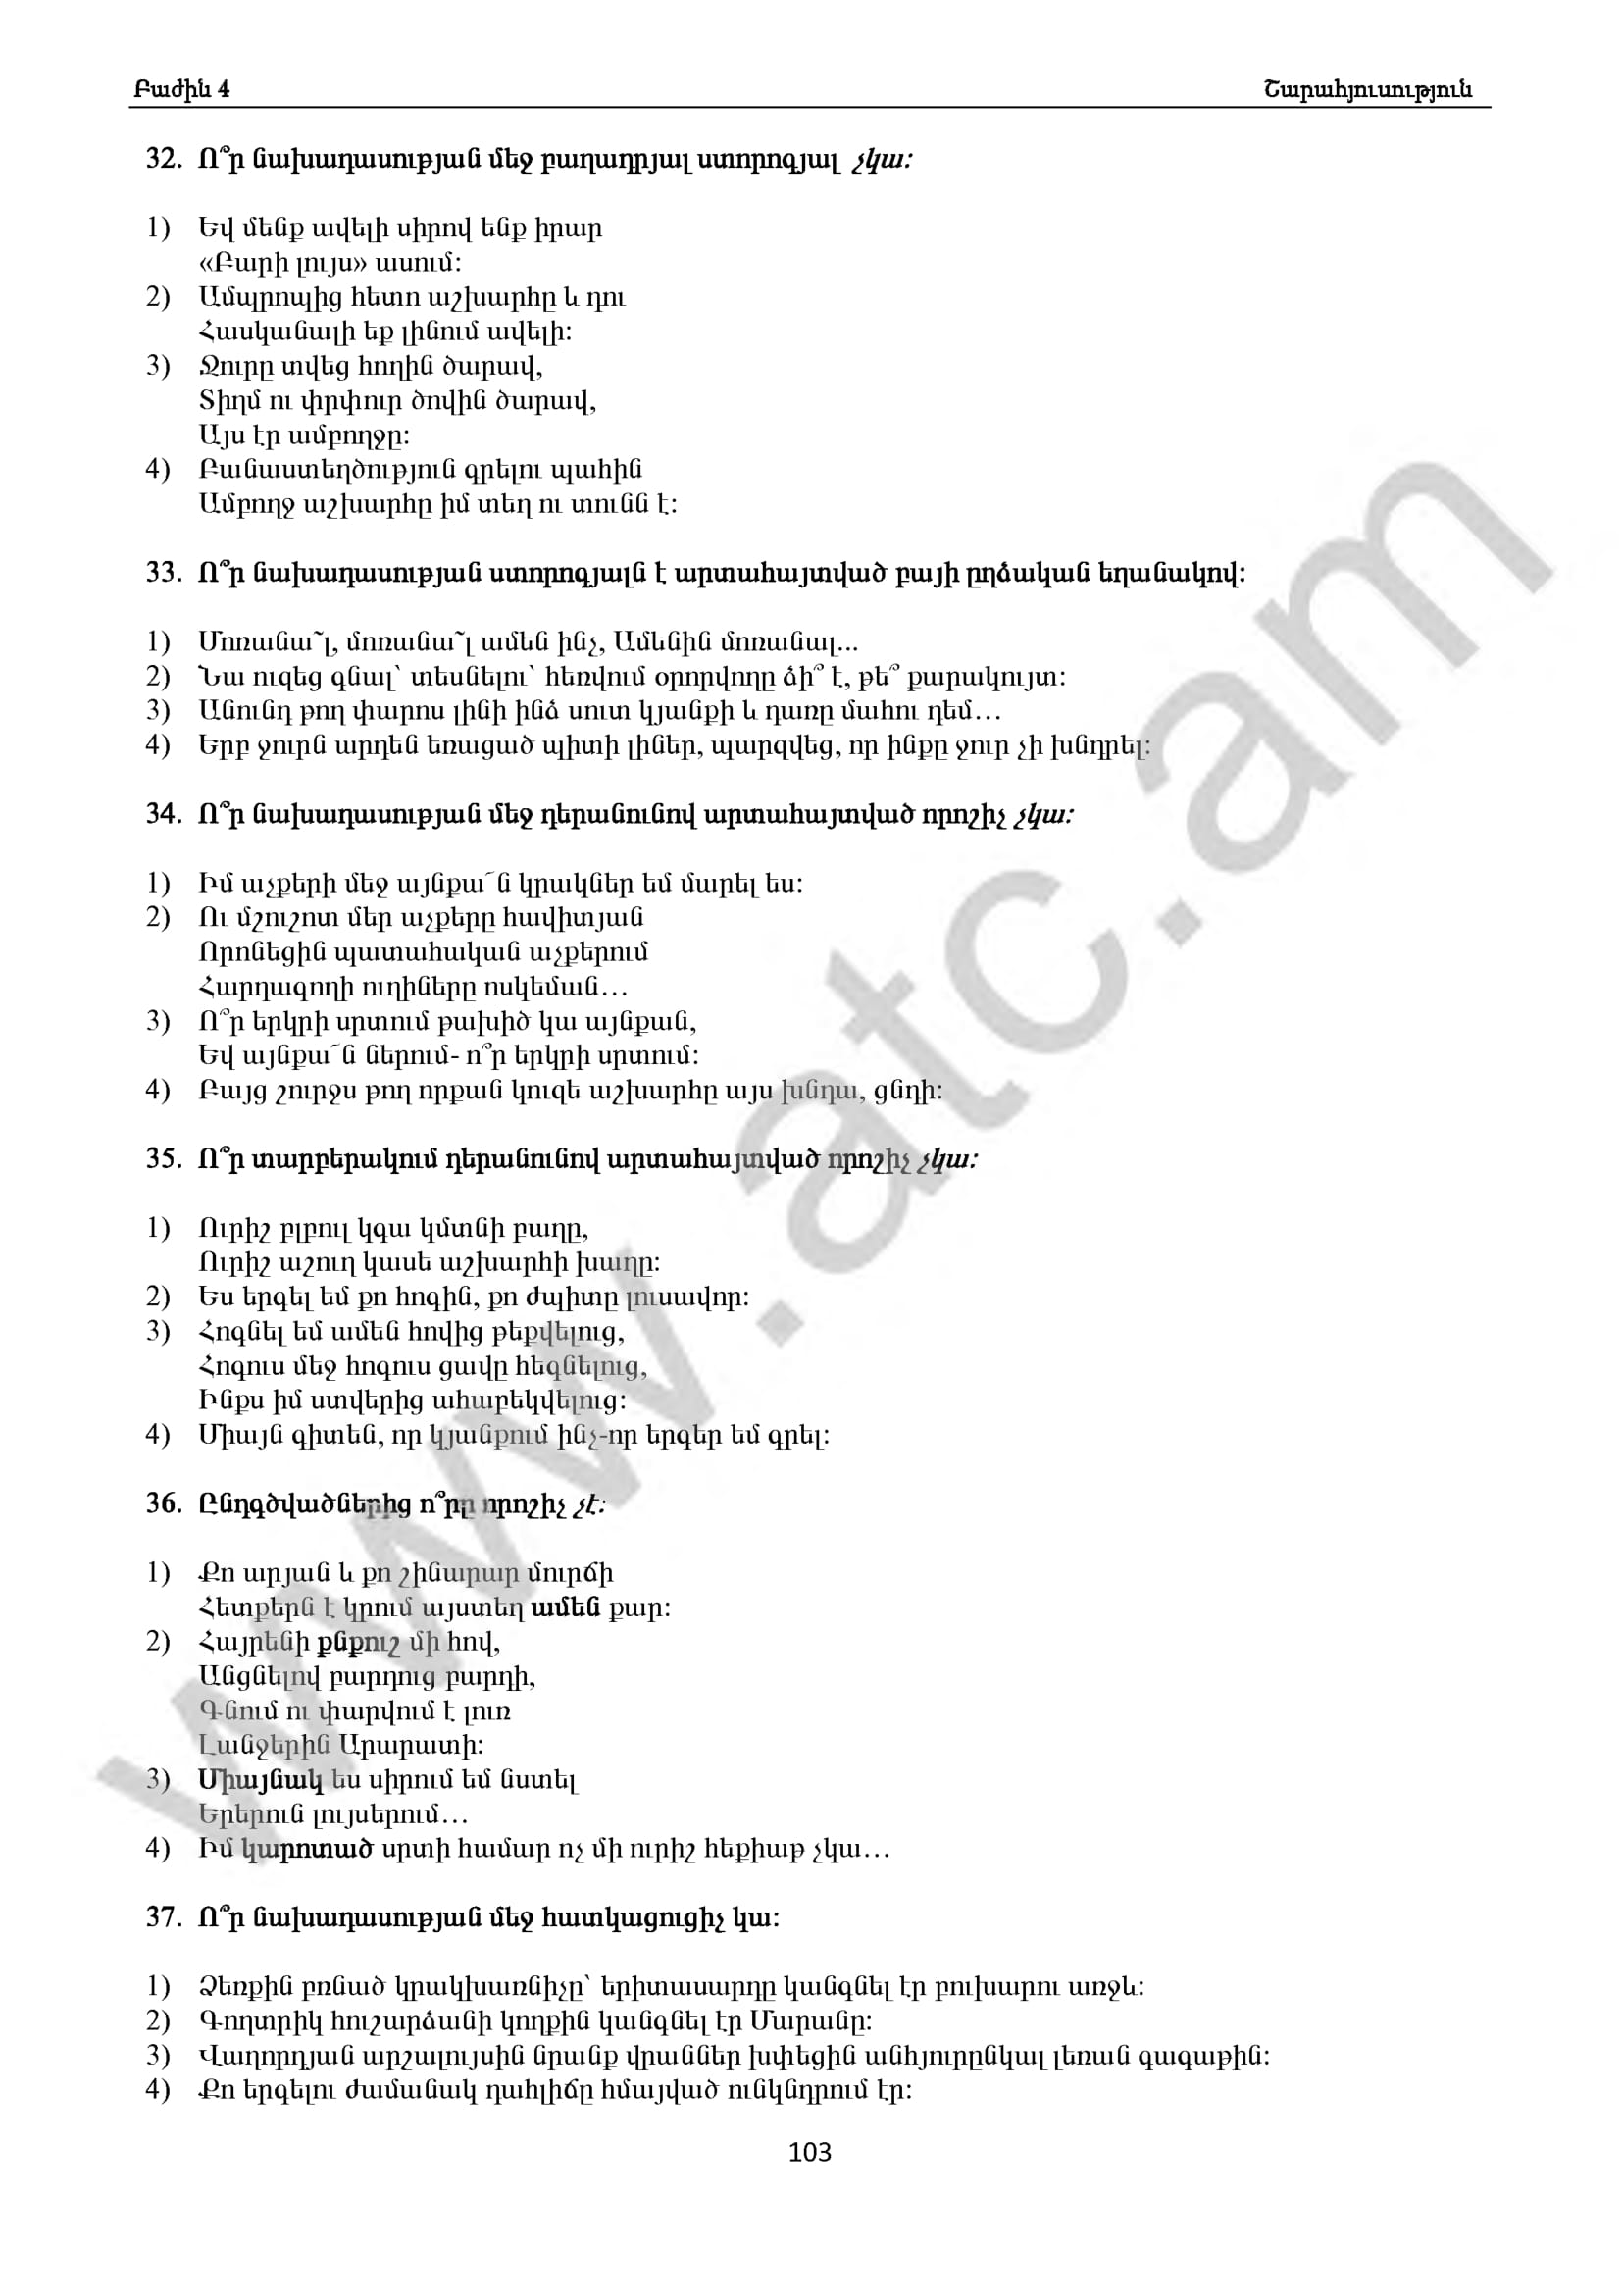 Բաժին 4 Շարահյուսություն
32. Ո՞ր նախադասության մեջ բաղադրյալ ստորոգյալ չկա:
1) Եվ մենք ավելի սիրով ենք իրար
«Բարի լույս» ասում:
2) Ամպրոպից հետո աշխարհը և դու
Հասկանալի եք լինում ավելի:
3) Ջուրը տվեց հողին ծարավ,
Տիղմ ու փրփուր ծովին ծարավ,
Այս էր ամբողջը:
4) Բանաստեղծություն գրելու պահին
Ամբողջ աշխարհը իմ տեղ ու տունն է:
33. Ո՞ր նախադասության ստորոգյալն է արտահայտված բայի ըղձական եղանակով:
1) Մոռանա՜լ, մոռանա՜լ ամեն ինչ, Ամենին մոռանալ...
2) Նա ուզեց գնալ՝ տեսնելու՝ հեռվում օրորվողը ձի՞ է, թե՞ քարակույտ:
3) Անունդ թող փարոս լինի ինձ սուտ կյանքի և դառը մահու դեմ…
4) Երբ ջուրն արդեն եռացած պիտի լիներ, պարզվեց, որ ինքը ջուր չի խնդրել:
34. Ո՞ր նախադասության մեջ դերանունով արտահայտված որոշիչ չկա:
1) Իմ աչքերի մեջ այնքա՜ն կրակներ եմ մարել ես:
2) Ու մշուշոտ մեր աչքերը հավիտյան
Որոնեցին պատահական աչքերում
Հարդագողի ուղիները ոսկեման…
3) Ո՞ր երկրի սրտում թախիծ կա այնքան,
Եվ այնքա՜ն ներում- ո՞ր երկրի սրտում:
4) Բայց շուրջս թող որքան կուզե աշխարհը այս խնդա, ցնդի:
35. Ո՞ր տարբերակում դերանունով արտահայտված որոշիչ չկա:
1) Ուրիշ բլբուլ կգա կմտնի բաղը,
Ուրիշ աշուղ կասե աշխարհի խաղը:
2) Ես երգել եմ քո հոգին, քո ժպիտը լուսավոր:
3) Հոգնել եմ ամեն հովից թեքվելուց,
Հոգուս մեջ հոգուս ցավը հեգնելուց,
Ինքս իմ ստվերից ահաբեկվելուց:
4) Միայն գիտեն, որ կյանքում ինչ-որ երգեր եմ գրել:
36. Ընդգծվածներից ո՞րը որոշիչ չէ:
1) Քո արյան և քո շինարար մուրճի
Հետքերն է կրում այստեղ ամեն քար:
2) Հայրենի քնքուշ մի հով,
Անցնելով բարդուց բարդի,
Գնում ու փարվում է լուռ
Լանջերին Արարատի:
3) Միայնակ ես սիրում եմ նստել
Երերուն լույսերում…
4) Իմ կարոտած սրտի համար ոչ մի ուրիշ հեքիաթ չկա…
37. Ո՞ր նախադասության մեջ հատկացուցիչ կա:
1) Ձեռքին բռնած կրակխառնիչը՝ երիտասարդը կանգնել էր բուխարու առջև:
2) Գողտրիկ հուշարձանի կողքին կանգնել էր Մարանը:
3) Վաղորդյան արշալույսին նրանք վրաններ խփեցին անհյուրընկալ լեռան գագաթին:
4) Քո երգելու ժամանակ դահլիճը հմայված ունկնդրում էր:
103
www.atc.am